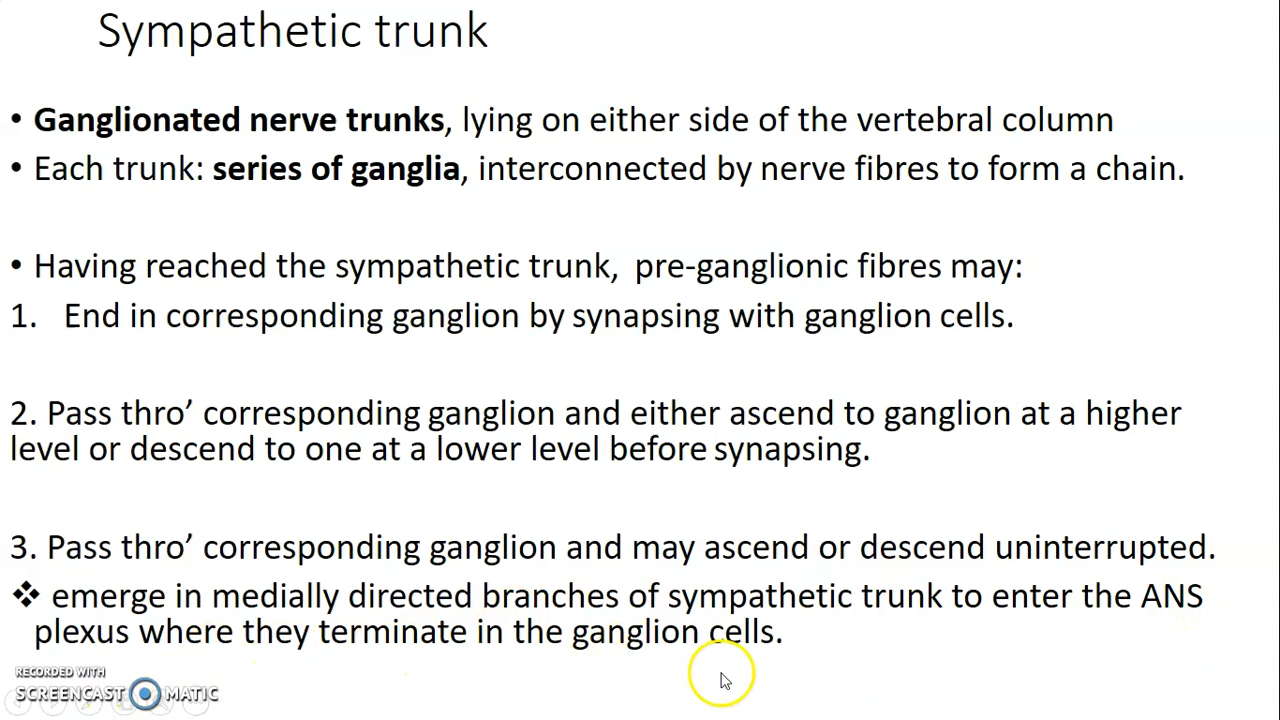 Sympathetic trunk
• Ganglionated nerve trunks, lying on either side of the vertebral column
• Each trunk: series of ganglia, interconnected by nerve fibres to form a chain.
• Having reached the sympathetic trunk, pre-ganglionic fibres may:
1. End in corresponding ganglion by synapsing with ganglion cells.
2. Pass thro’ corresponding ganglion and either ascend to ganglion at a higher
level or descend to one at a lower level before synapsing.
3. Pass thro’ corresponding ganglion and may ascend or descend uninterrupted.
❖ emerge in medially directed branches of sympathetic trunk to enter the ANS
plexus where they terminate in the ganglion cells.
RECORDED WITH
SCREENCAST MATIC